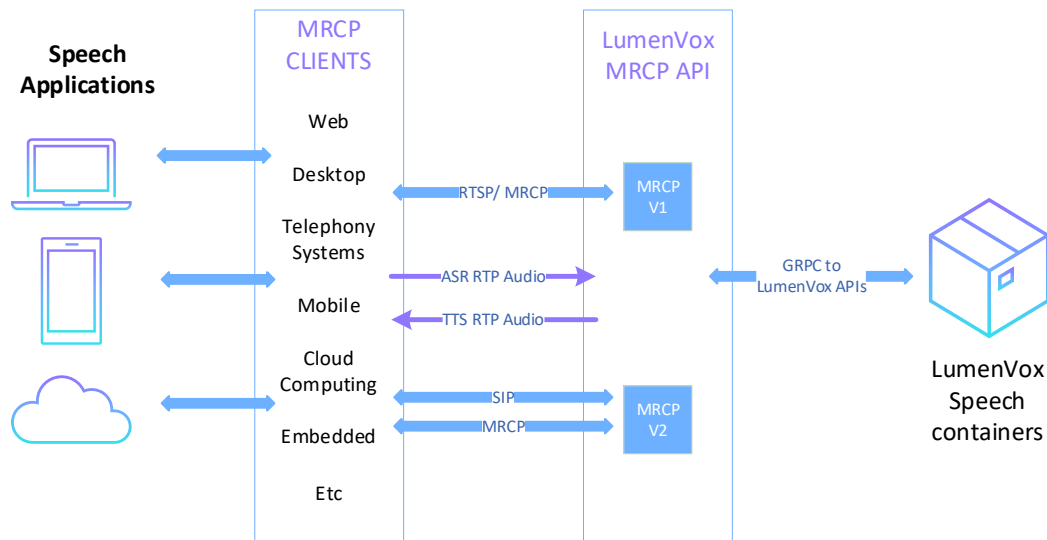 Speech
Applications
MRCP
CLIENTS
Web
Desktop
Telephony
Systems
Mobile
Cloud
Computing
Embedded
Etc
RTSP/ MRCP
ASR RTP Audio
TTS RTP Audio
SIP
MRCP
LumenVox
MRCP API
MRCP
V1
MRCP
V2
GRPC to
LumenVox APIs
LumenVox
Speech
containers